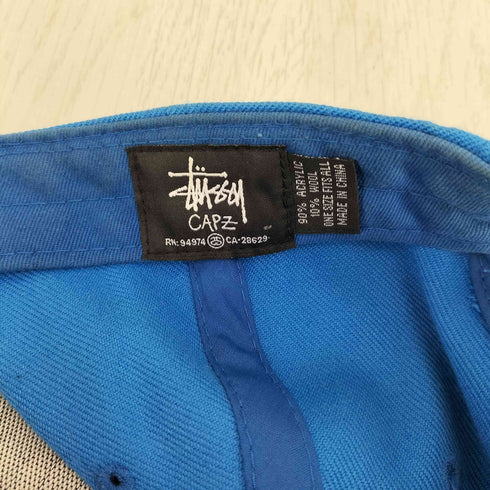 STÜSSY
CAPZ
RN: 94974 CA-28629
90% ACRYLIC
10% WOOL
ONE SIZE FITS ALL
MADE IN CHINA